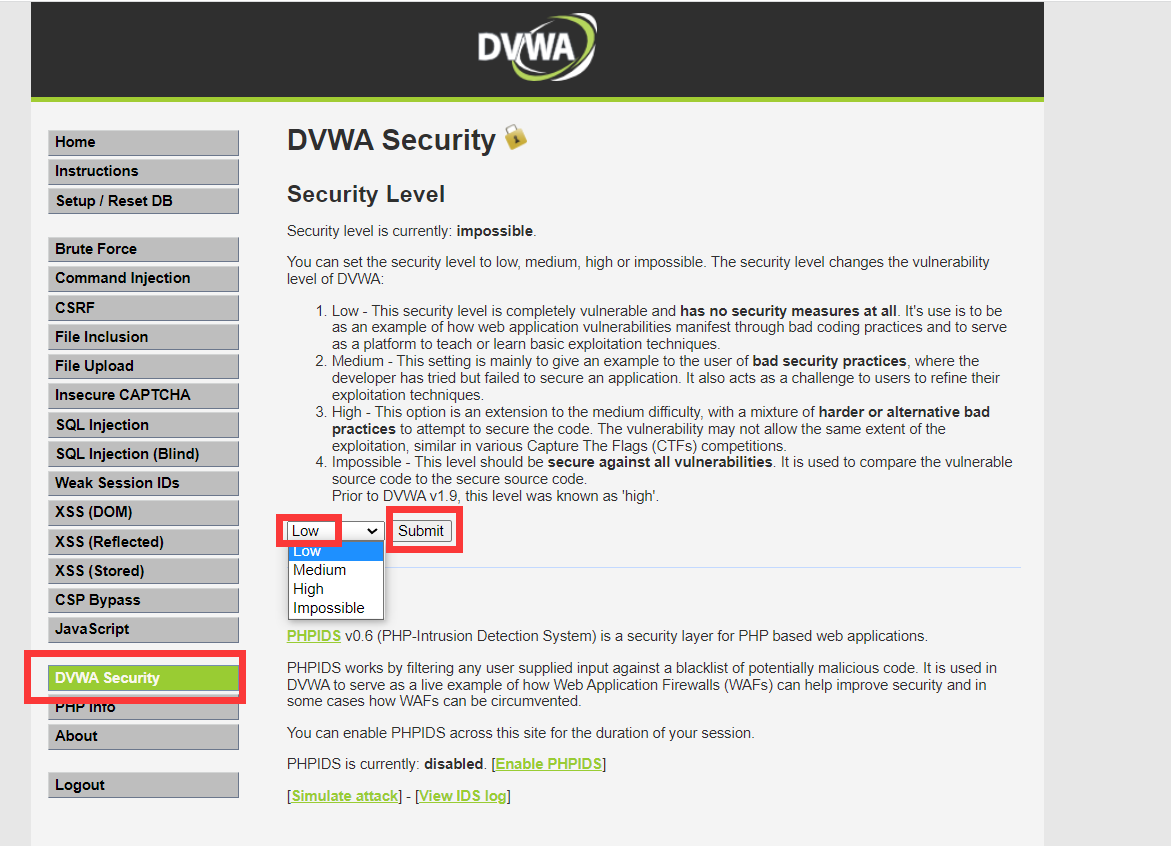 DVWA
Home
Instructions
Setup / Reset DB
Brute Force
Command Injection
CSRF
File Inclusion
File Upload
Insecure CAPTCHA
SQL Injection
SQL Injection (Blind)
Weak Session IDs
XSS (DOM)
XSS (Reflected)
XSS (Stored)
CSP Bypass
JavaScript
DVWA Security
PHP Info
About
Logout
DVWA Security
Security Level
Security level is currently: impossible.
You can set the security level to low, medium, high or impossible. The security level changes the vulnerability
level of DVWA:
1. Low - This security level is completely vulnerable and has no security measures at all. It's use is to be
as an example of how web application vulnerabilities manifest through bad coding practices and to serve
as a platform to teach or learn basic exploitation techniques.
2. Medium - This setting is mainly to give an example to the user of bad security practices, where the
developer has tried but failed to secure an application. It also acts as a challenge to users to refine their
exploitation techniques.
3. High - This option is an extension to the medium difficulty, with a mixture of harder or alternative bad
practices to attempt to secure the code. The vulnerability may not allow the same extent of the
exploitation, similar in various Capture The Flags (CTFs) competitions.
4. Impossible - This level should be secure against all vulnerabilities. It is used to compare the vulnerable
source code to the secure source code.
Prior to DVWA v1.9, this level was known as 'high'.
Low Submit
Low
Medium
High
Impossible
PHPIDS v0.6 (PHP-Intrusion Detection System) is a security layer for PHP based web applications.
PHPIDS works by filtering any user supplied input against a blacklist of potentially malicious code. It is used in
DVWA to serve as a live example of how Web Application Firewalls (WAFs) can help improve security and in
some cases how WAFs can be circumvented.
You can enable PHPIDS across this site for the duration of your session.
PHPIDS is currently: disabled. [Enable PHPIDS]
[Simulate attack] - [View IDS log]